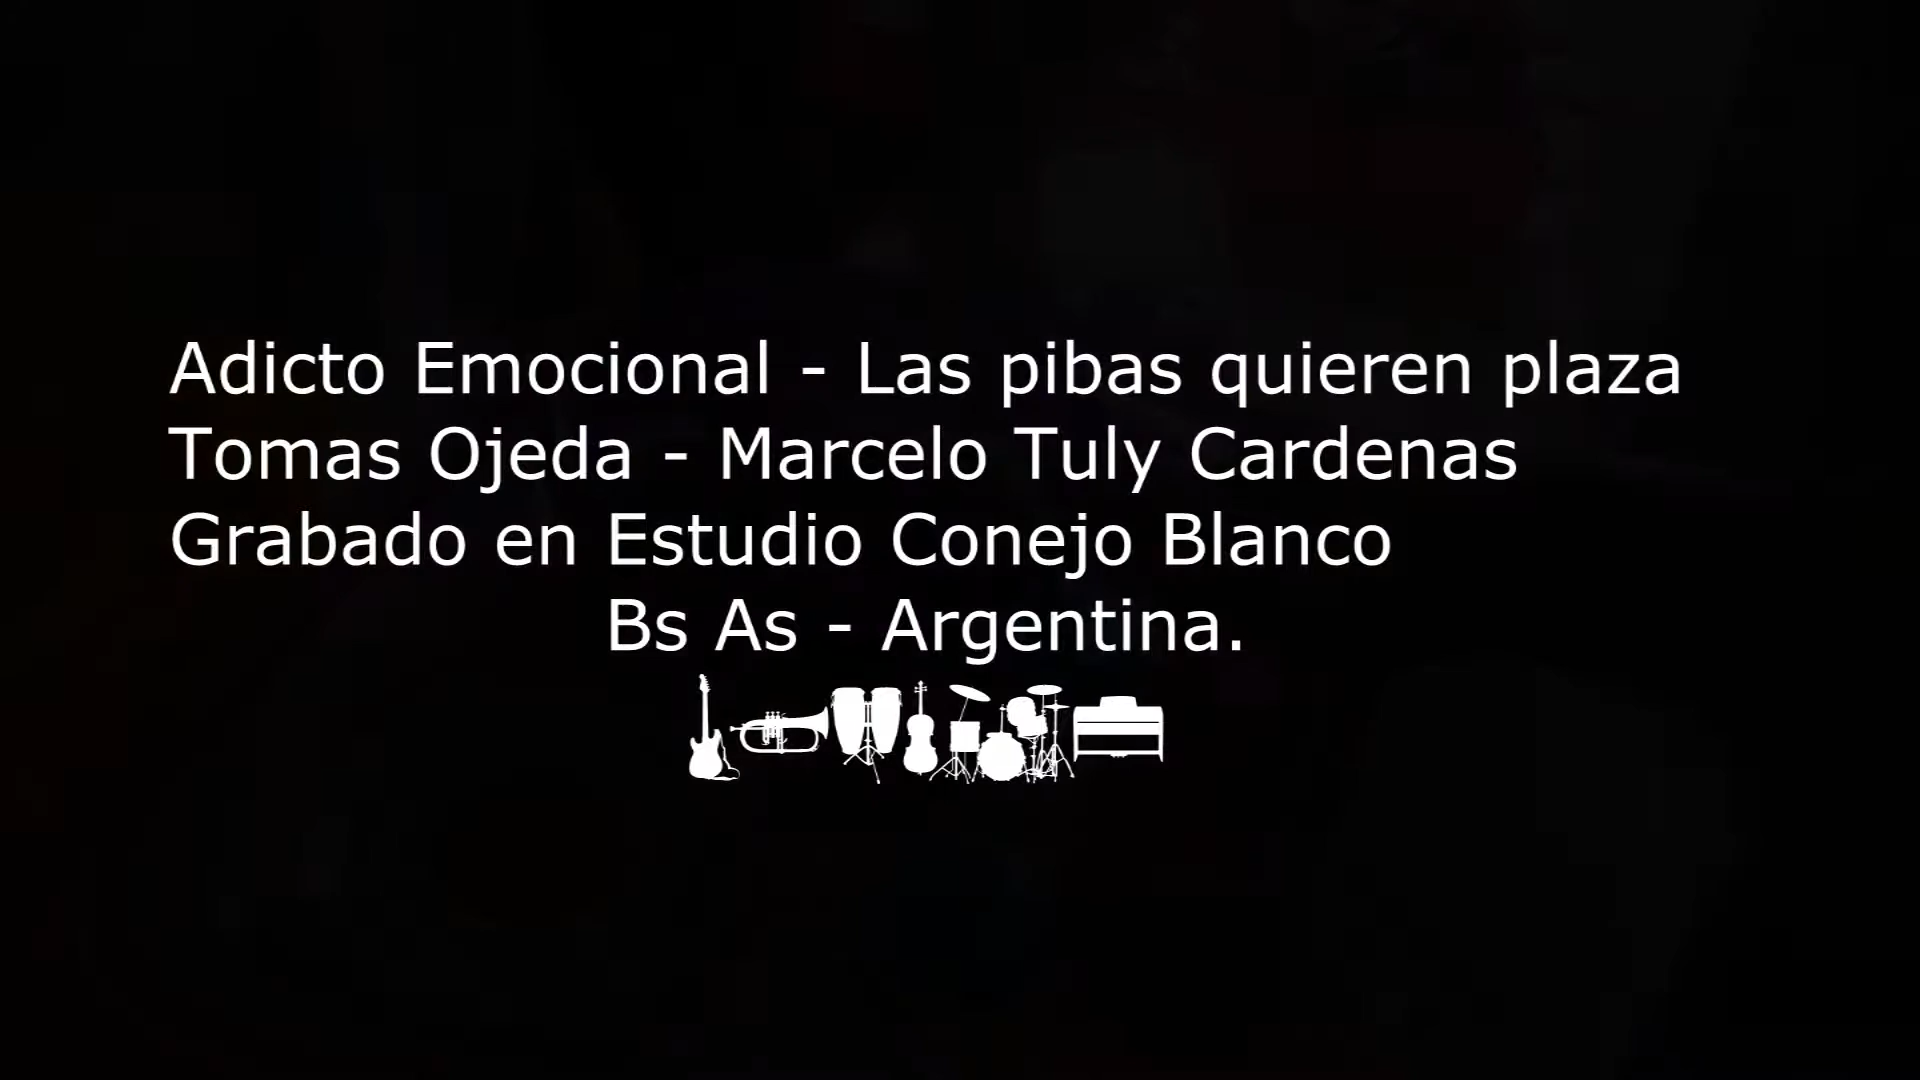 Adicto Emocional - Las pibas quieren plaza
Tomas Ojeda - Marcelo Tuly Cardenas
Grabado en Estudio Conejo Blanco
Bs As - Argentina.